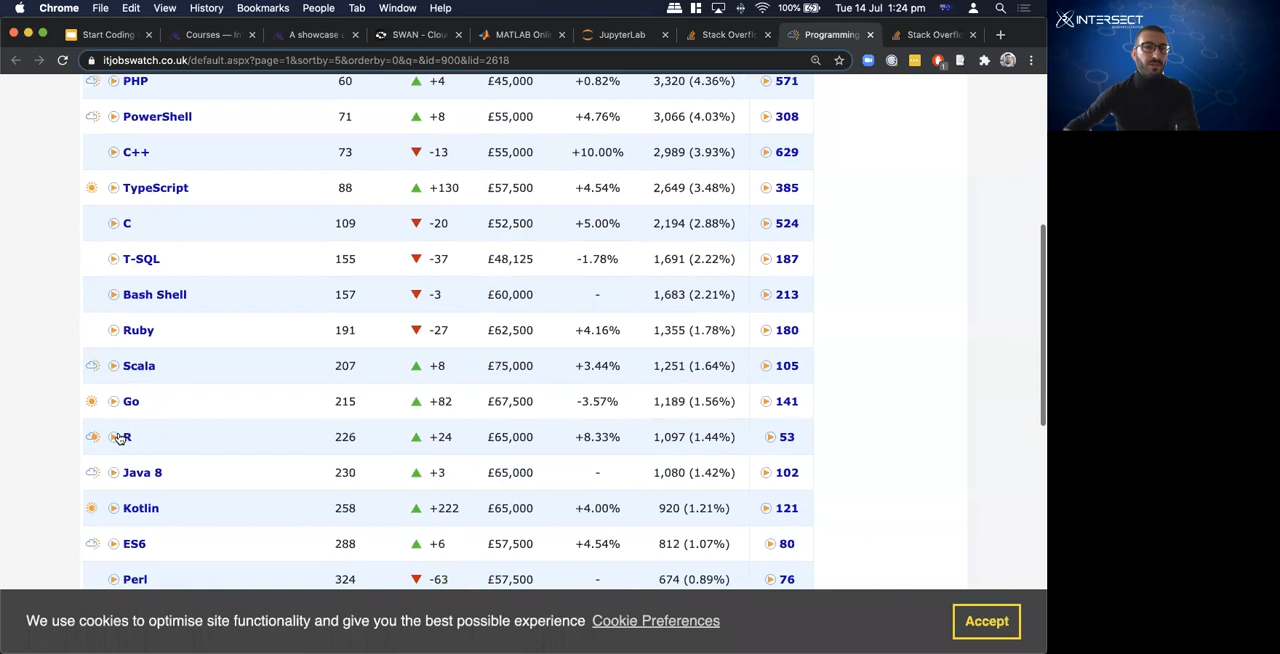 Chrome File Edit View History Bookmarks People Tab Window Help 100% Tue 14 Jul 1:24 pm
Start Coding Courses — In A showcase o SWAN - Clou MATLAB Onli JupyterLab Stack Overfl Programming Stack Overfl
itjobswatch.co.uk/default.aspx?page=1&sortby=5&orderby=0&q=&id=900&lid=2618
INTERSECT
PHP 60 +4 £45,000 +0.82% 3,320 (4.36%) 571
PowerShell 71 +8 £55,000 +4.76% 3,066 (4.03%) 308
C++ 73 -13 £55,000 +10.00% 2,989 (3.93%) 629
TypeScript 88 +130 £57,500 +4.54% 2,649 (3.48%) 385
C 109 -20 £52,500 +5.00% 2,194 (2.88%) 524
T-SQL 155 -37 £48,125 -1.78% 1,691 (2.22%) 187
Bash Shell 157 -3 £60,000 - 1,683 (2.21%) 213
Ruby 191 -27 £62,500 +4.16% 1,355 (1.78%) 180
Scala 207 +8 £75,000 +3.44% 1,251 (1.64%) 105
Go 215 +82 £67,500 -3.57% 1,189 (1.56%) 141
R 226 +24 £65,000 +8.33% 1,097 (1.44%) 53
Java 8 230 +3 £65,000 - 1,080 (1.42%) 102
Kotlin 258 +222 £65,000 +4.00% 920 (1.21%) 121
ES6 288 +6 £57,500 +4.54% 812 (1.07%) 80
Perl 324 -63 £57,500 - 674 (0.89%) 76
We use cookies to optimise site functionality and give you the best possible experience Cookie Preferences Accept